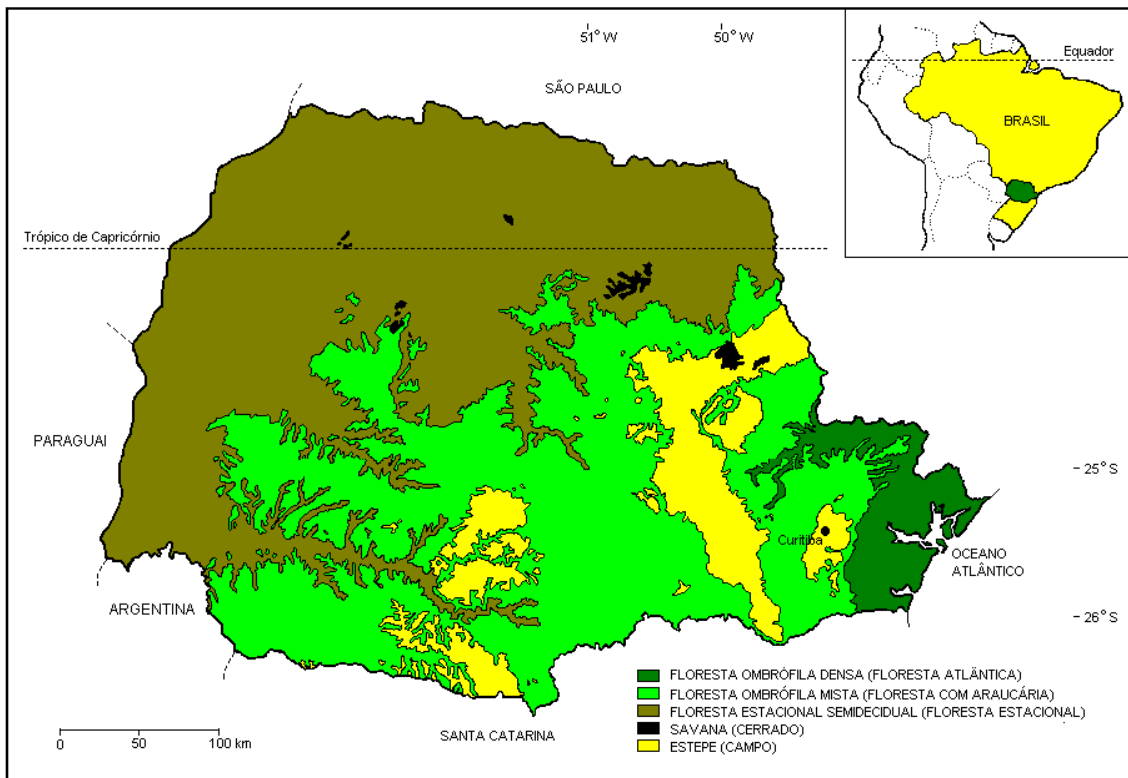 51°W
50°W
SÃO PAULO
Equador
BRASIL
Trópico de Capricórnio
PARAGUAI
25°S
Curitiba
OCEANO
ATLÂNTICO
ARGENTINA
26°S
FLORESTA OMBRÓFILA DENSA (FLORESTA ATLÂNTICA)
FLORESTA OMBRÓFILA MISTA (FLORESTA COM ARAUCÁRIA)
FLORESTA ESTACIONAL SEMIDECIDUAL (FLORESTA ESTACIONAL)
SAVANA (CERRADO)
ESTEPE (CAMPO)
0 50 100 km
SANTA CATARINA